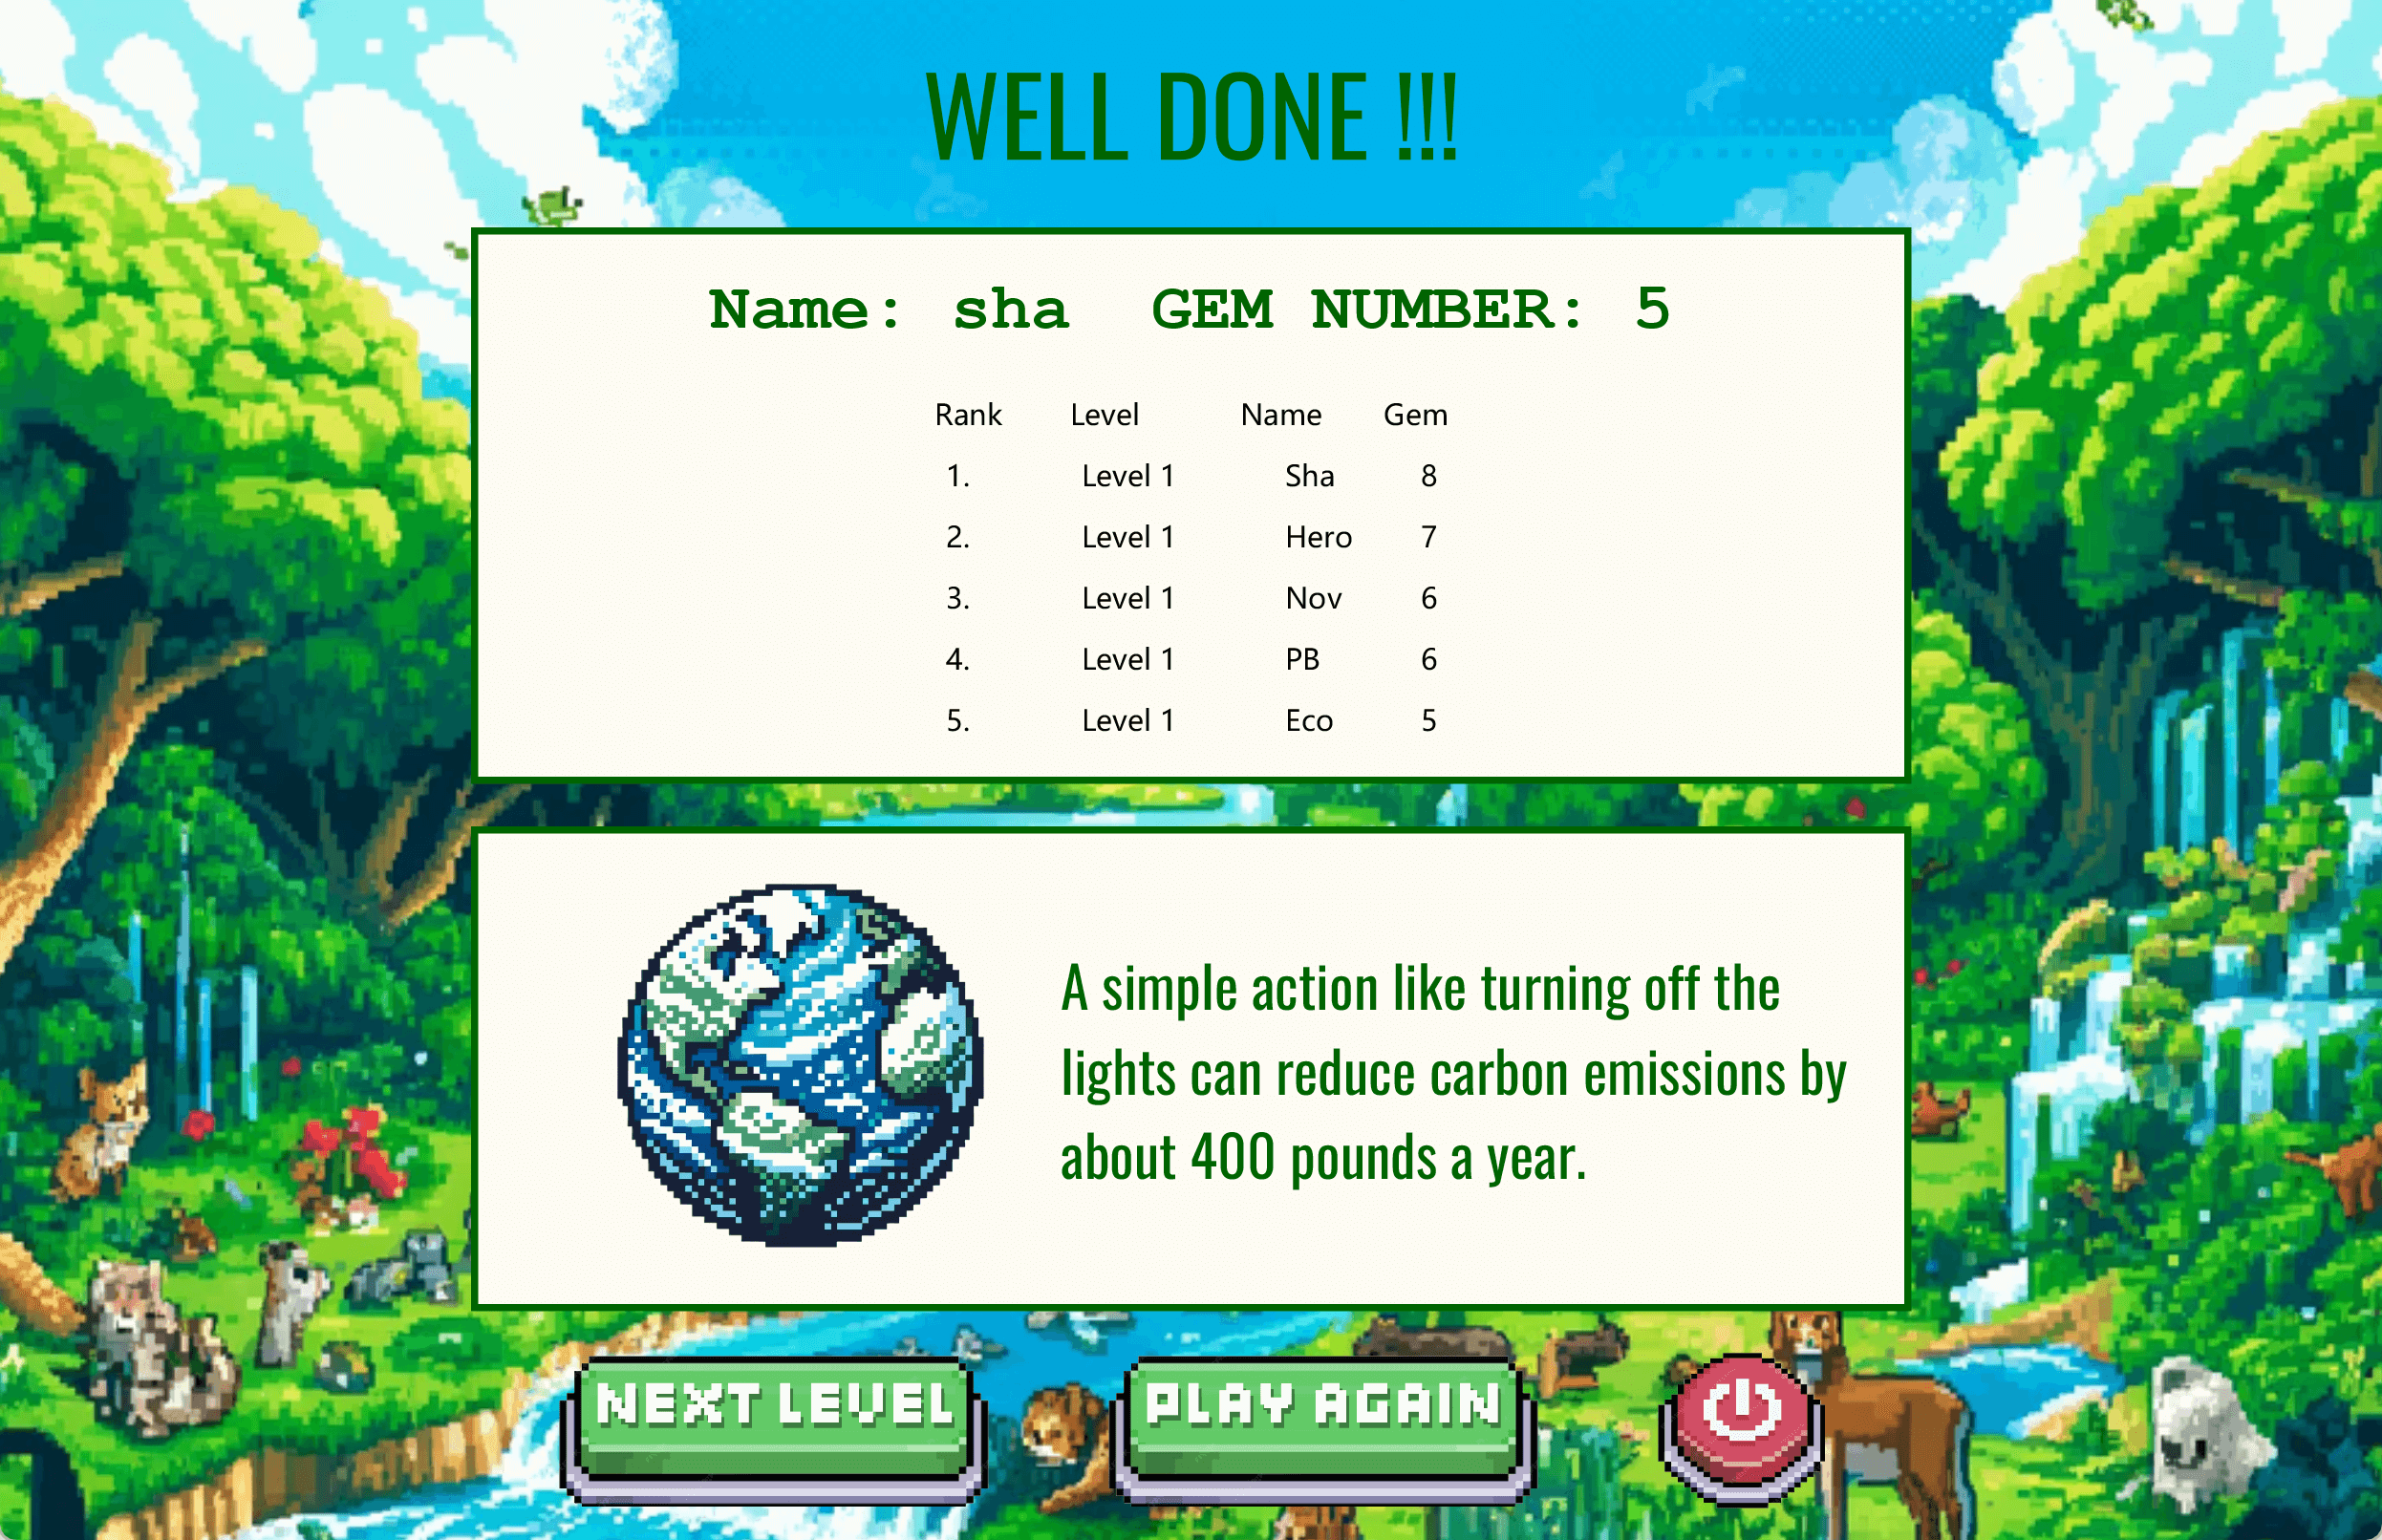 WELL DONE !!!
Name: sha GEM NUMBER: 5
Rank Level Name Gem
1. Level 1 Sha 8
2. Level 1 Hero 7
3. Level 1 Nov 6
4. Level 1 PB 6
5. Level 1 Eco 5
A simple action like turning off the
lights can reduce carbon emissions by
about 400 pounds a year.
NEXT LEVEL PLAY AGAIN